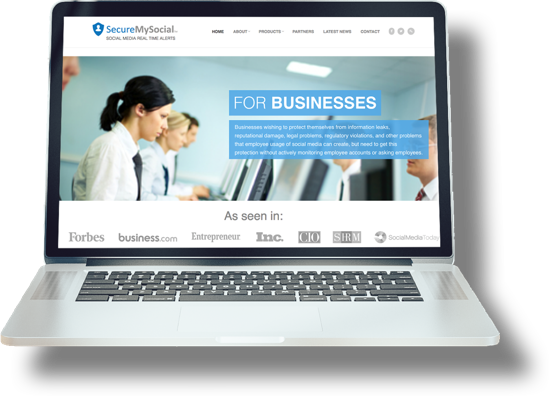 SecureMySocial
SOCIAL MEDIA REAL TIME ALERTS
HOME ABOUT PRODUCTS PARTNERS LATEST NEWS CONTACT
FOR BUSINESSES
Businesses wishing to protect themselves from information leaks,
reputational damage, legal problems, regulatory violations, and other problems
that employee usage of social media can create, but need to get this
protection without actively monitoring employee accounts or asking employees.
As seen in:
Forbes business.com Entrepreneur Inc. CIO SHRM SocialMediaToday